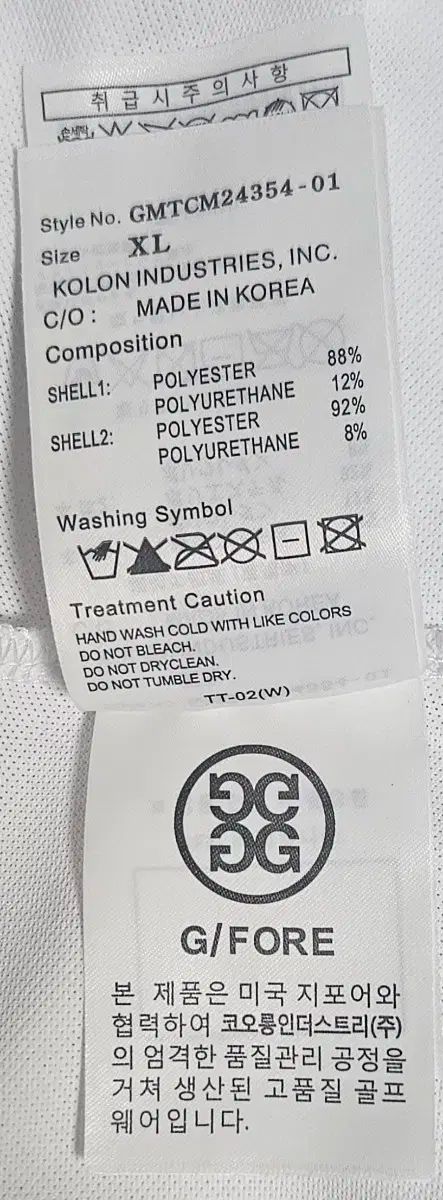 취급시주의사항
손세탁
Style No. GMTCM24354-01
Size XL
KOLON INDUSTRIES, INC.
C/O : MADE IN KOREA
Composition
SHELL1: POLYESTER 88%
POLYURETHANE 12%
SHELL2: POLYESTER 92%
POLYURETHANE 8%
Washing Symbol
Treatment Caution
HAND WASH COLD WITH LIKE COLORS
DO NOT BLEACH.
DO NOT DRYCLEAN.
DO NOT TUMBLE DRY.
TT-02(W)
G/FORE
본 제품은 미국 지포어와
협력하여 코오롱인더스트리(주)
의 엄격한 품질관리 공정을
거쳐 생산된 고품질 골프
웨어입니다.